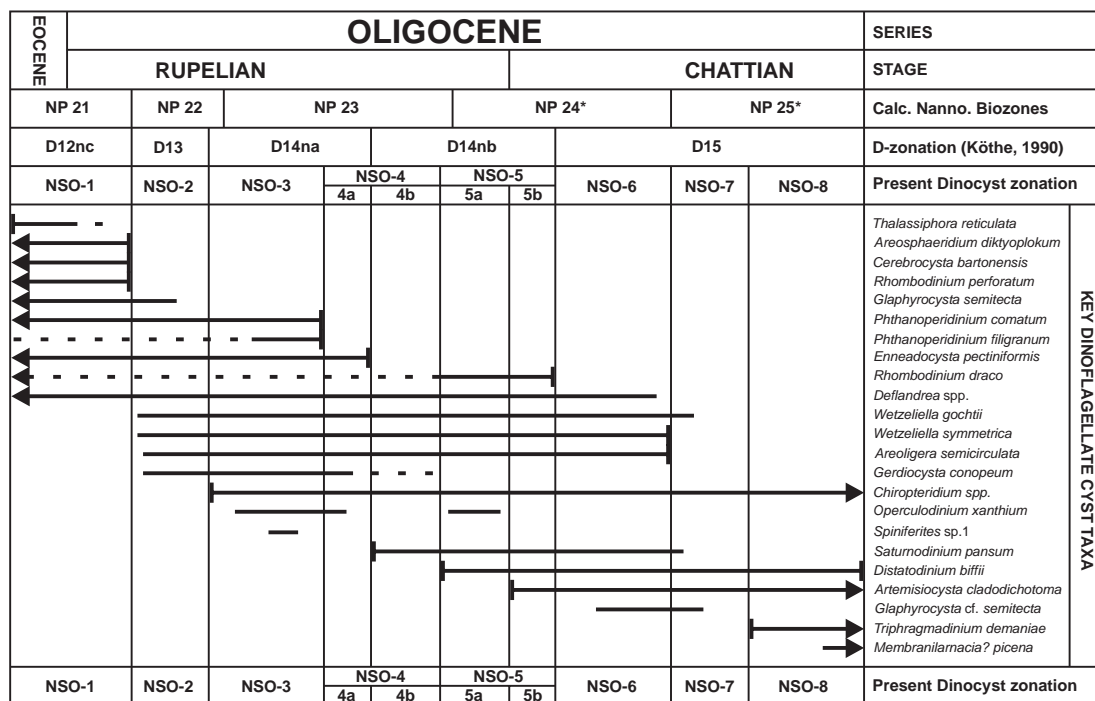 EOCENE
OLIGOCENE SERIES
RUPELIAN CHATTIAN STAGE
NP 21 NP 22 NP 23 NP 24* NP 25* Calc. Nanno. Biozones
D12nc D13 D14na D14nb D15 D-zonation (Köthe, 1990)
NSO-1 NSO-2 NSO-3 NSO-4 NSO-5 NSO-6 NSO-7 NSO-8 Present Dinocyst zonation
4a 4b 5a 5b
Thalassiphora reticulata
Areosphaeridium diktyoplokum
Cerebrocysta bartonensis
Rhombodinium perforatum
Glaphyrocysta semitecta
Phthanoperidinium comatum
Phthanoperidinium filigranum
Enneadocysta pectiniformis
Rhombodinium draco
Deflandrea spp.
Wetzeliella gochtii
Wetzeliella symmetrica
Areoligera semicirculata
Gerdiocysta conopeum
Chiropteridium spp.
Operculodinium xanthium
Spiniferites sp.1
Saturnodinium pansum
Distatodinium biffii
Artemisiocysta cladodichotoma
Glaphyrocysta cf. semitecta
Triphragmadinium demaniae
Membranilarnacia? picena
KEY DINOFLAGELLATE CYST TAXA
NSO-1 NSO-2 NSO-3 NSO-4 NSO-5 NSO-6 NSO-7 NSO-8 Present Dinocyst zonation
4a 4b 5a 5b